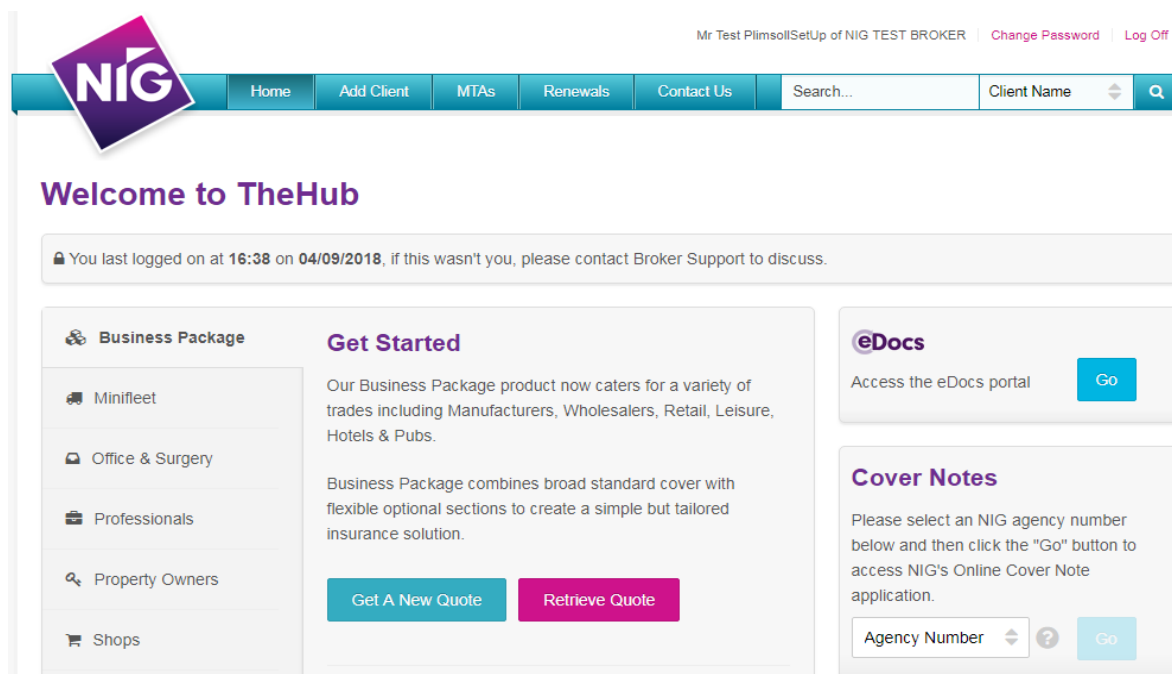 Mr Test PlimsollSetUp of NIG TEST BROKER Change Password Log Off
NIG
Home Add Client MTAs Renewals Contact Us Search... Client Name
Welcome to TheHub
You last logged on at 16:38 on 04/09/2018, if this wasn't you, please contact Broker Support to discuss.
Business Package
Minifleet
Office & Surgery
Professionals
Property Owners
Shops
Get Started
Our Business Package product now caters for a variety of
trades including Manufacturers, Wholesalers, Retail, Leisure,
Hotels & Pubs.
Business Package combines broad standard cover with
flexible optional sections to create a simple but tailored
insurance solution.
Get A New Quote Retrieve Quote
eDocs
Access the eDocs portal Go
Cover Notes
Please select an NIG agency number
below and then click the "Go" button to
access NIG's Online Cover Note
application.
Agency Number ? Go